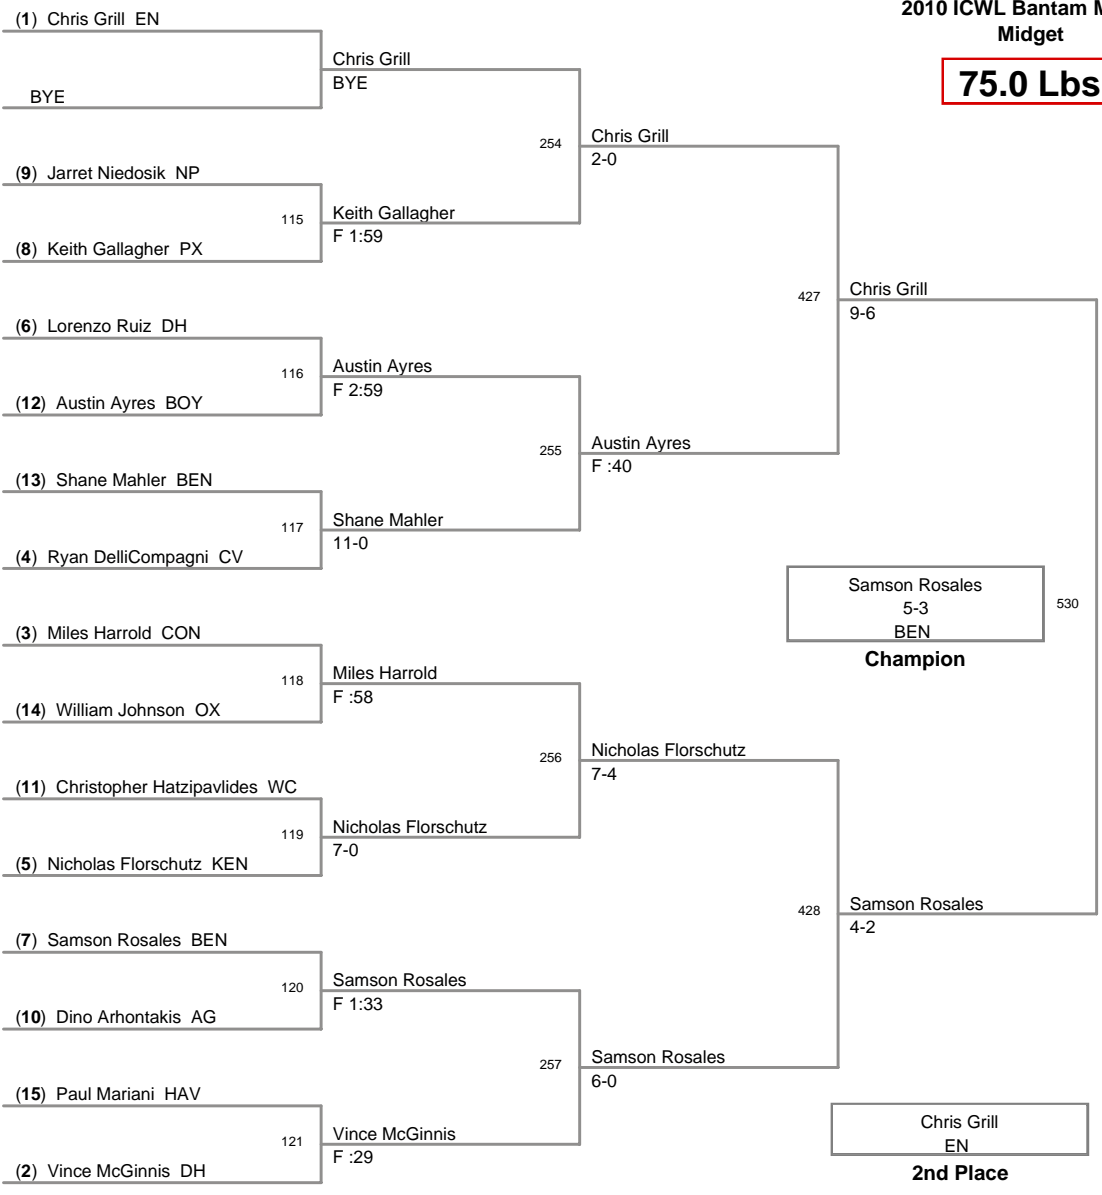 2010 ICWL Bantam M
Midget
75.0 Lbs
(1) Chris Grill EN
BYE
(9) Jarret Niedosik NP
115
(8) Keith Gallagher PX
(6) Lorenzo Ruiz DH
116
(12) Austin Ayres BOY
(13) Shane Mahler BEN
117
(4) Ryan DelliCompagni CV
(3) Miles Harrold CON
118
(14) William Johnson OX
(11) Christopher Hatzipavlides WC
119
(5) Nicholas Florschutz KEN
(7) Samson Rosales BEN
120
(10) Dino Arhontakis AG
(15) Paul Mariani HAV
121
(2) Vince McGinnis DH
Chris Grill
BYE
254
Keith Gallagher
F 1:59
Austin Ayres
F 2:59
255
Shane Mahler
11-0
Miles Harrold
F :58
256
Nicholas Florschutz
7-0
Samson Rosales
F 1:33
257
Vince McGinnis
F :29
Chris Grill
2-0
427
Austin Ayres
F :40
Nicholas Florschutz
7-4
428
Samson Rosales
6-0
Chris Grill
9-6
Samson Rosales
5-3
BEN
530
Champion
Samson Rosales
4-2
Chris Grill
EN
2nd Place